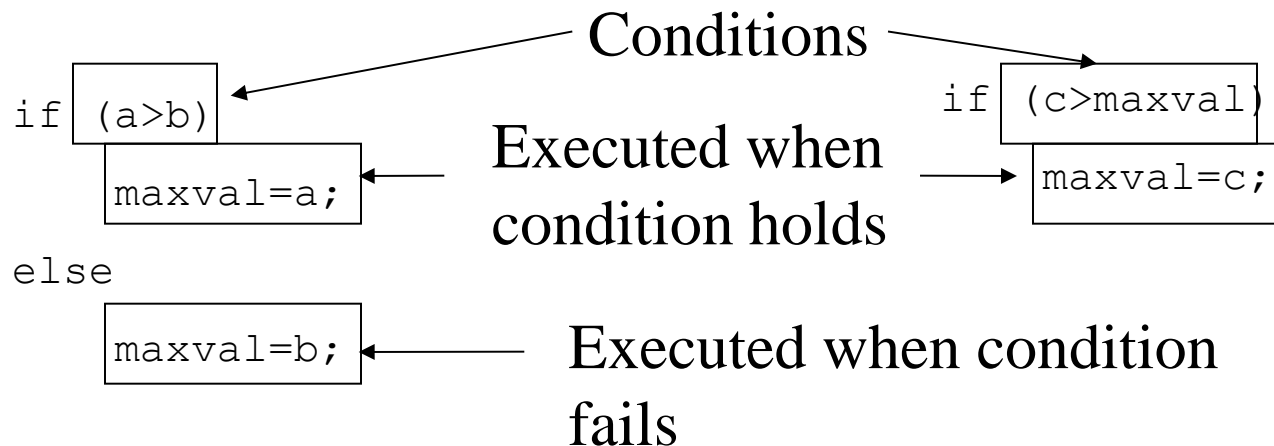 Conditions
if (a>b)
if (c>maxval)
Executed when
condition holds
maxval=a;
maxval=c;
else
maxval=b;
Executed when condition
fails